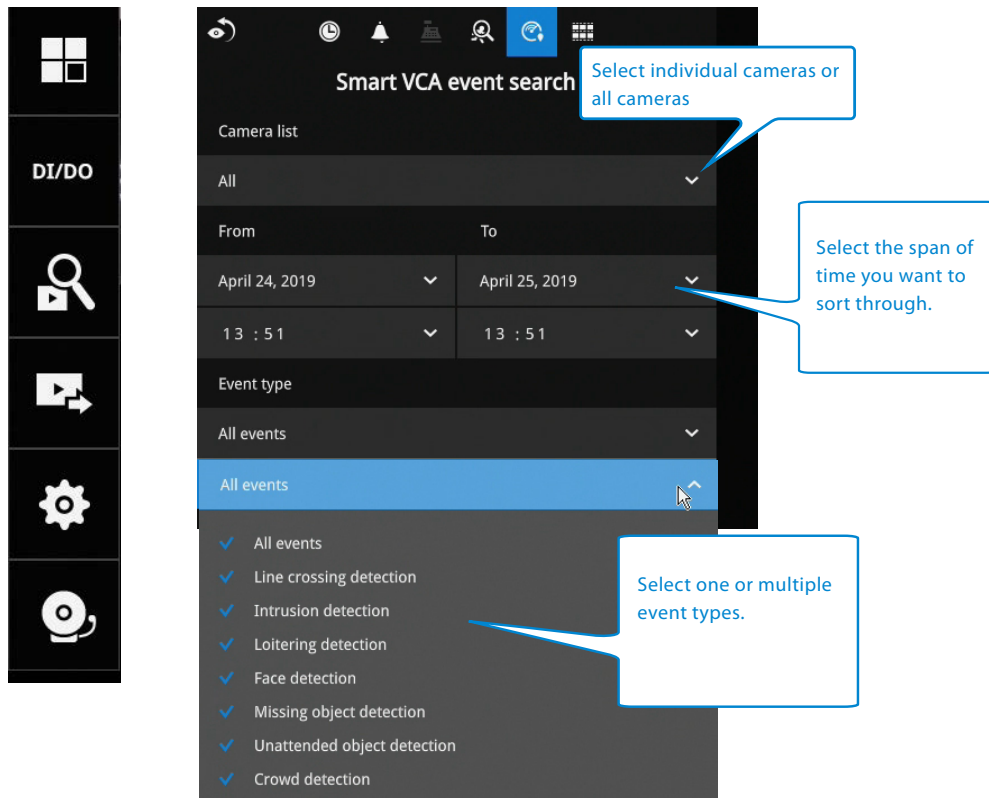 DI/DO
Smart VCA event search
Select individual cameras or
all cameras
Camera list
All
From
To
April 24, 2019
April 25, 2019
13 : 51
13 : 51
Select the span of
time you want to
sort through.
Event type
All events
All events
All events
Line crossing detection
Intrusion detection
Loitering detection
Face detection
Missing object detection
Unattended object detection
Crowd detection
Select one or multiple
event types.